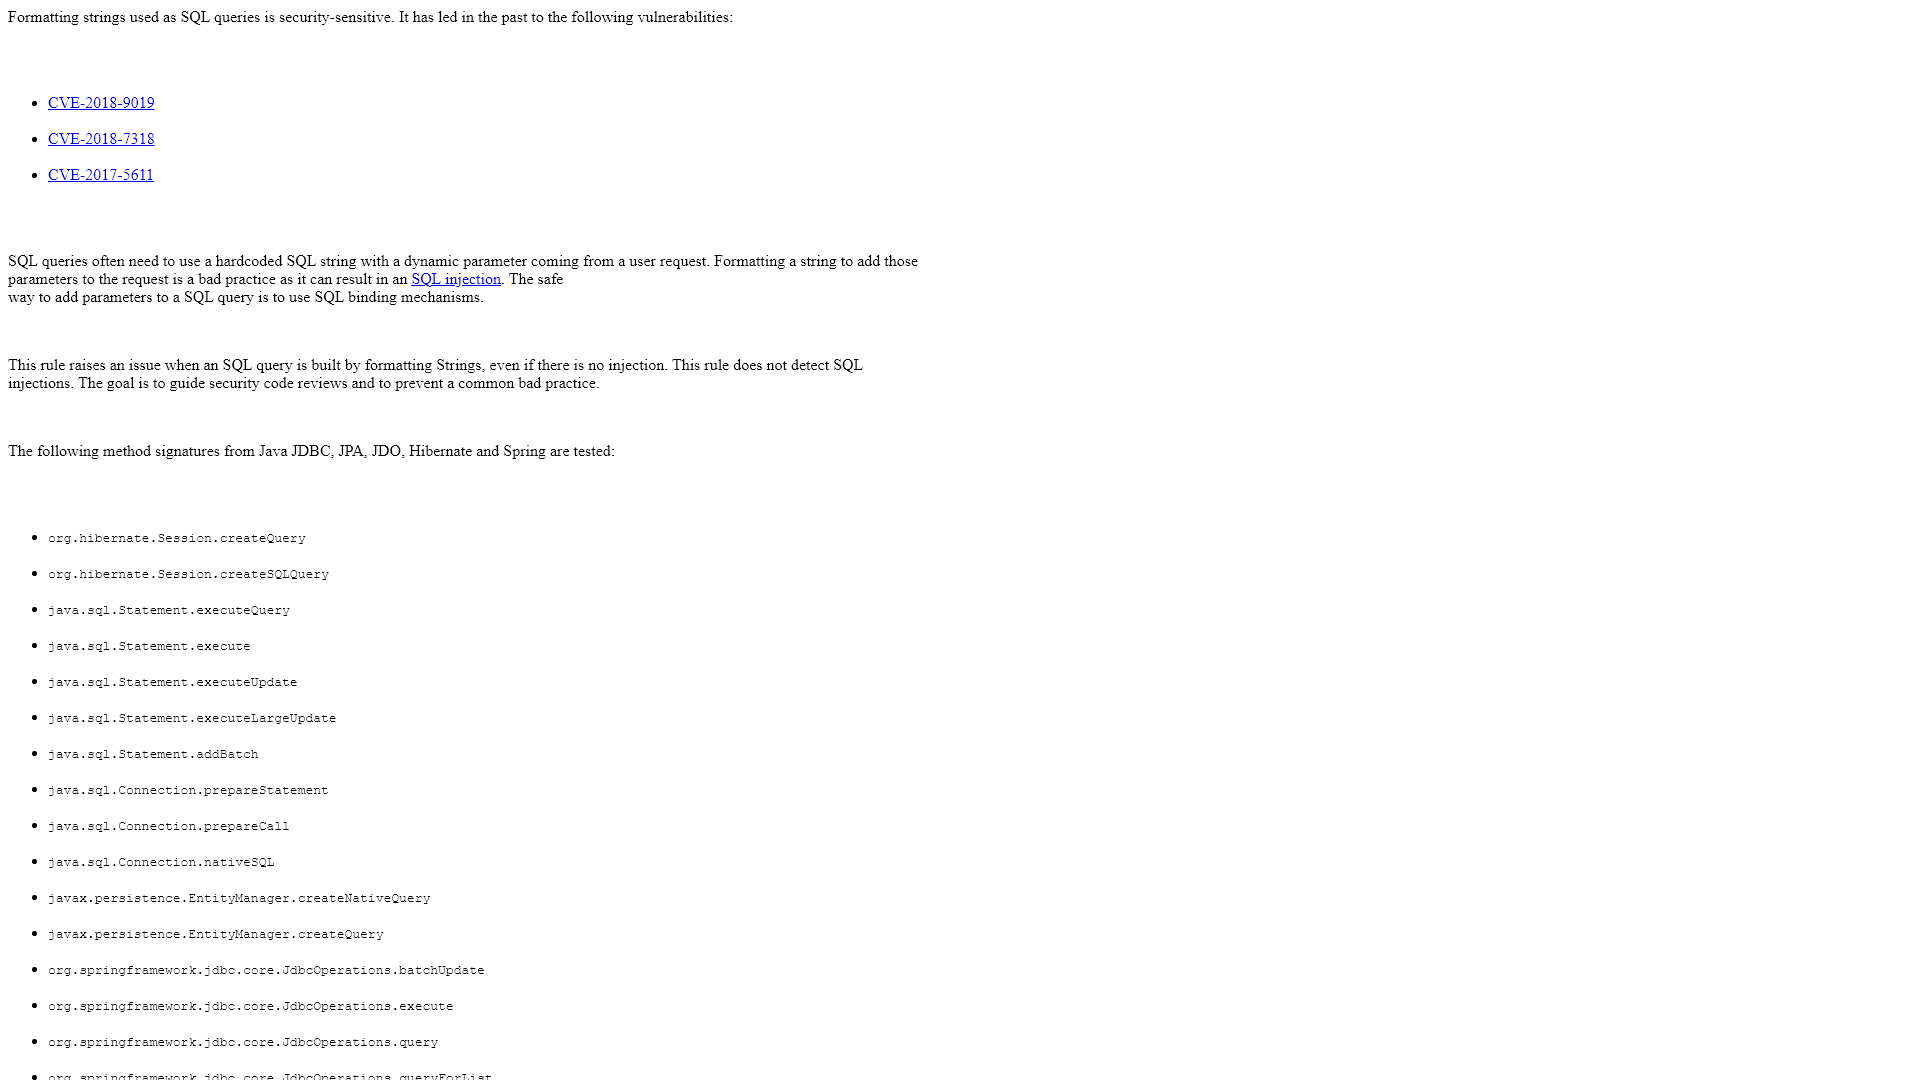 Formatting strings used as SQL queries is security-sensitive. It has led in the past to the following vulnerabilities:
CVE-2018-9019
CVE-2018-7318
CVE-2017-5611
SQL queries often need to use a hardcoded SQL string with a dynamic parameter coming from a user request. Formatting a string to add those
parameters to the request is a bad practice as it can result in an SQL injection. The safe
way to add parameters to a SQL query is to use SQL binding mechanisms.
This rule raises an issue when an SQL query is built by formatting Strings, even if there is no injection. This rule does not detect SQL
injections. The goal is to guide security code reviews and to prevent a common bad practice.
The following method signatures from Java JDBC, JPA, JDO, Hibernate and Spring are tested:
org.hibernate.Session.createQuery
org.hibernate.Session.createSQLQuery
java.sql.Statement.executeQuery
java.sql.Statement.execute
java.sql.Statement.executeUpdate
java.sql.Statement.executeLargeUpdate
java.sql.Statement.addBatch
java.sql.Connection.prepareStatement
java.sql.Connection.prepareCall
java.sql.Connection.nativeSQL
javax.persistence.EntityManager.createNativeQuery
javax.persistence.EntityManager.createQuery
org.springframework.jdbc.core.JdbcOperations.batchUpdate
org.springframework.jdbc.core.JdbcOperations.execute
org.springframework.jdbc.core.JdbcOperations.query
org.springframework.jdbc.core.JdbcOperations.queryForList